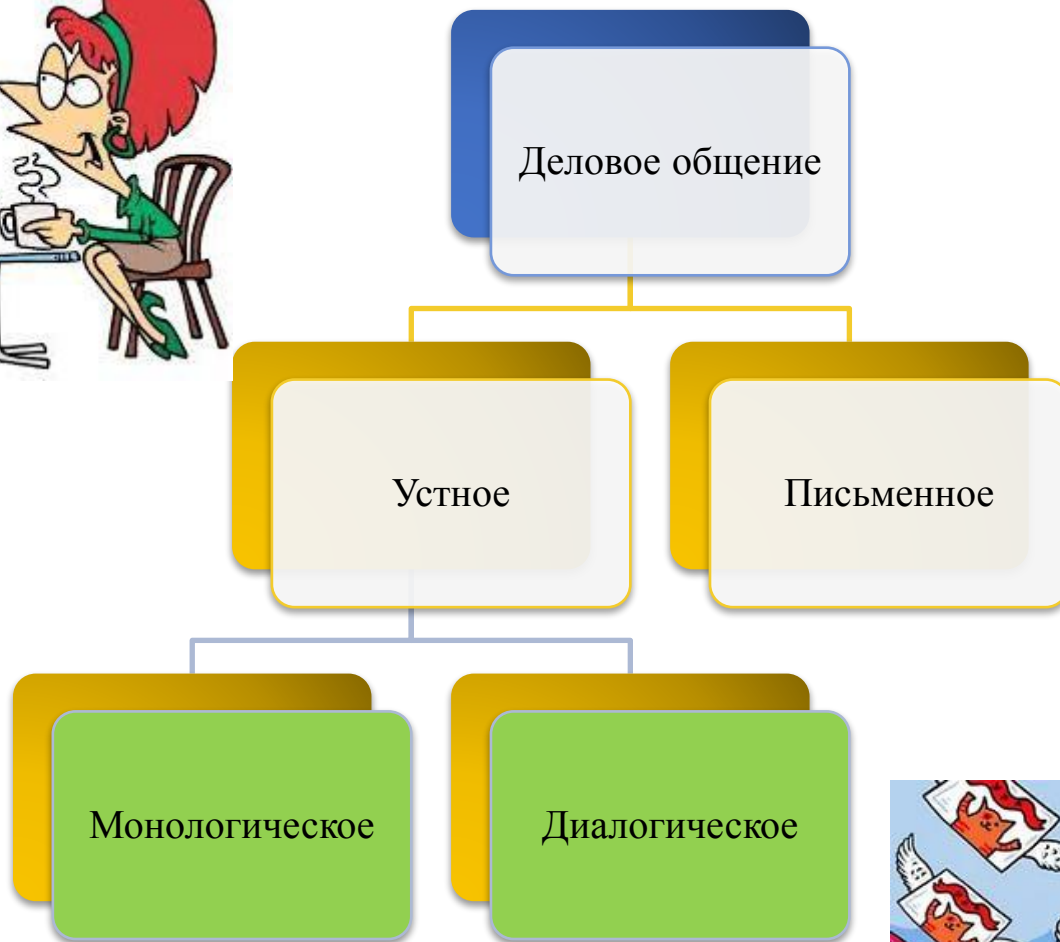 Деловое общение
Устное
Письменное
Монологическое
Диалогическое